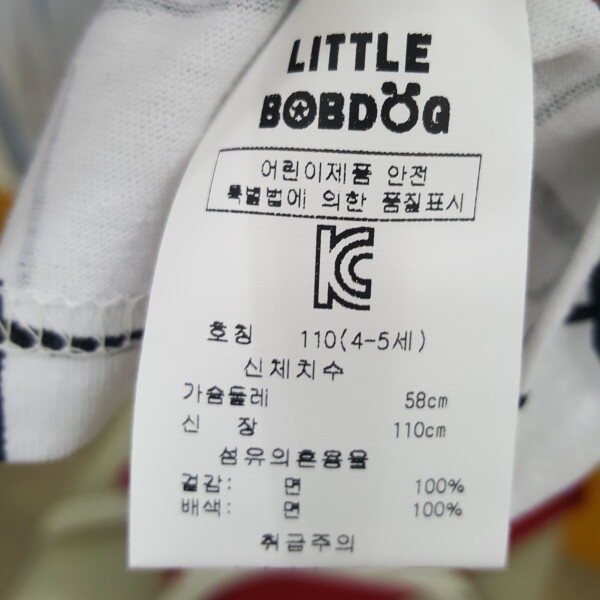 LITTLE
BOBDOG
어린이제품 안전
특별법에 의한 품질표시
KC
호칭 110(4-5세)
신체치수
가슴둘레 58cm
신 장 110cm
섬유의혼용율
겉감: 면 100%
배색: 면 100%
취급주의